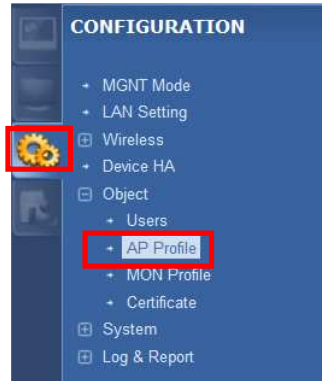 CONFIGURATION
MGNT Mode
LAN Setting
Wireless
Device HA
Object
Users
AP Profile
MON Profile
Certificate
System
Log & Report